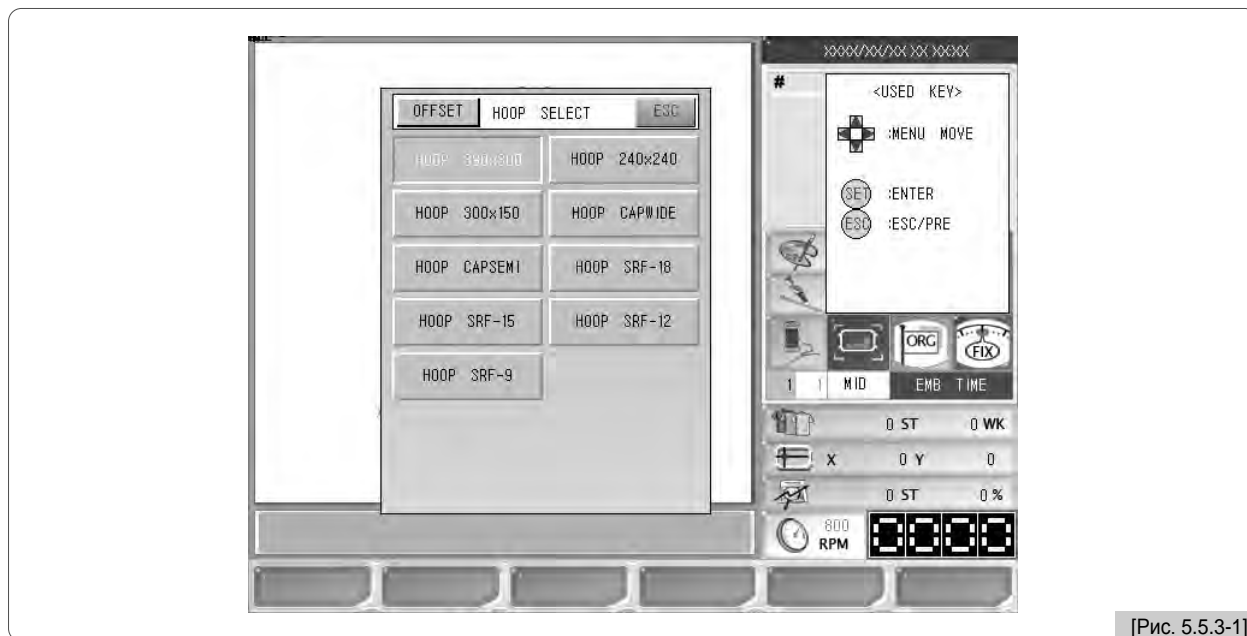 XXXX/XX/XX XX XXXX
OFFSET HOOP SELECT ESC
HOOP 240x240
HOOP 300x150 HOOP CAPWIDE
HOOP CAPSEMI HOOP SRF-18
HOOP SRF-15 HOOP SRF-12
HOOP SRF-9
#
<USED KEY>
:MENU MOVE
SET :ENTER
ESC :ESC/PRE
ORG FIX
1 1 MID EMB TIME
0 ST 0 WK
X 0 Y 0
0 ST 0 %
800
RPM 0000
[Рис. 5.5.3-1]